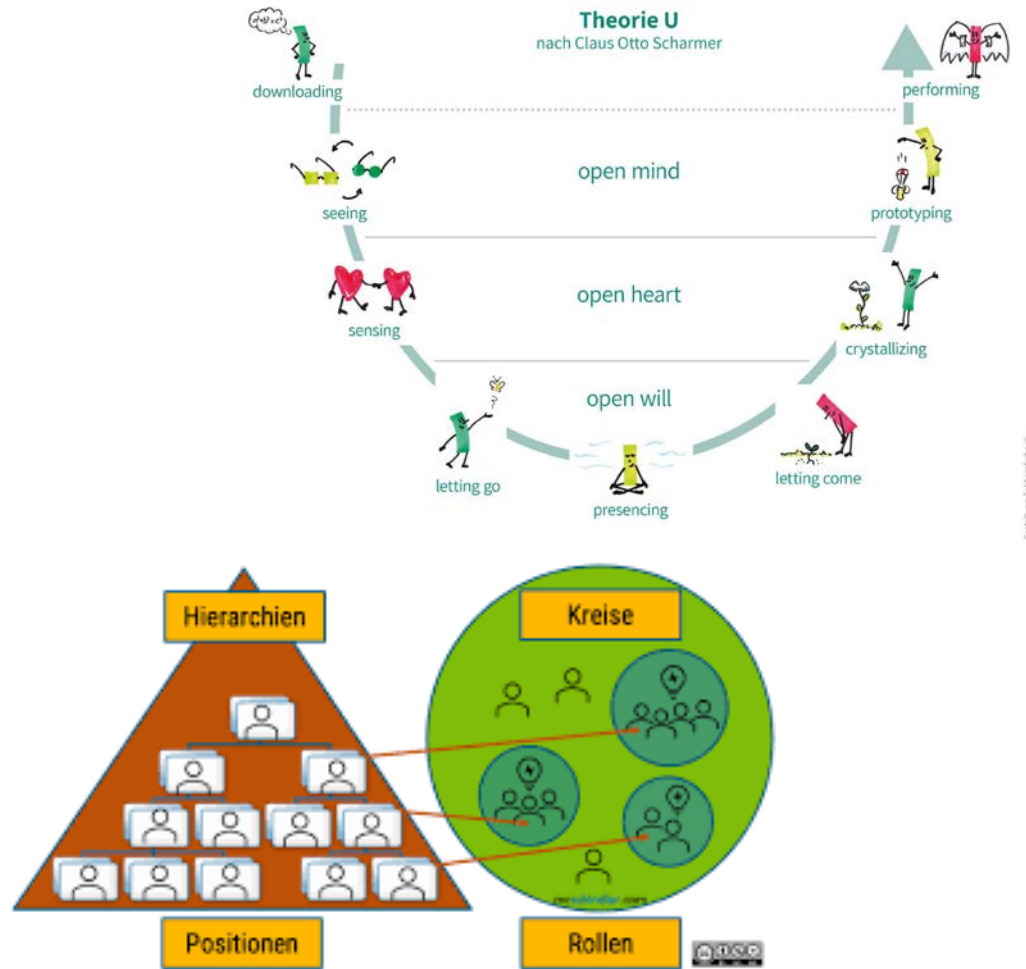 Theorie U
nach Claus Otto Scharmer
downloading
performing
open mind
seeing
prototyping
open heart
sensing
crystallizing
open will
letting go
letting come
presencing
Hierarchien
Kreise
Positionen
Rollen